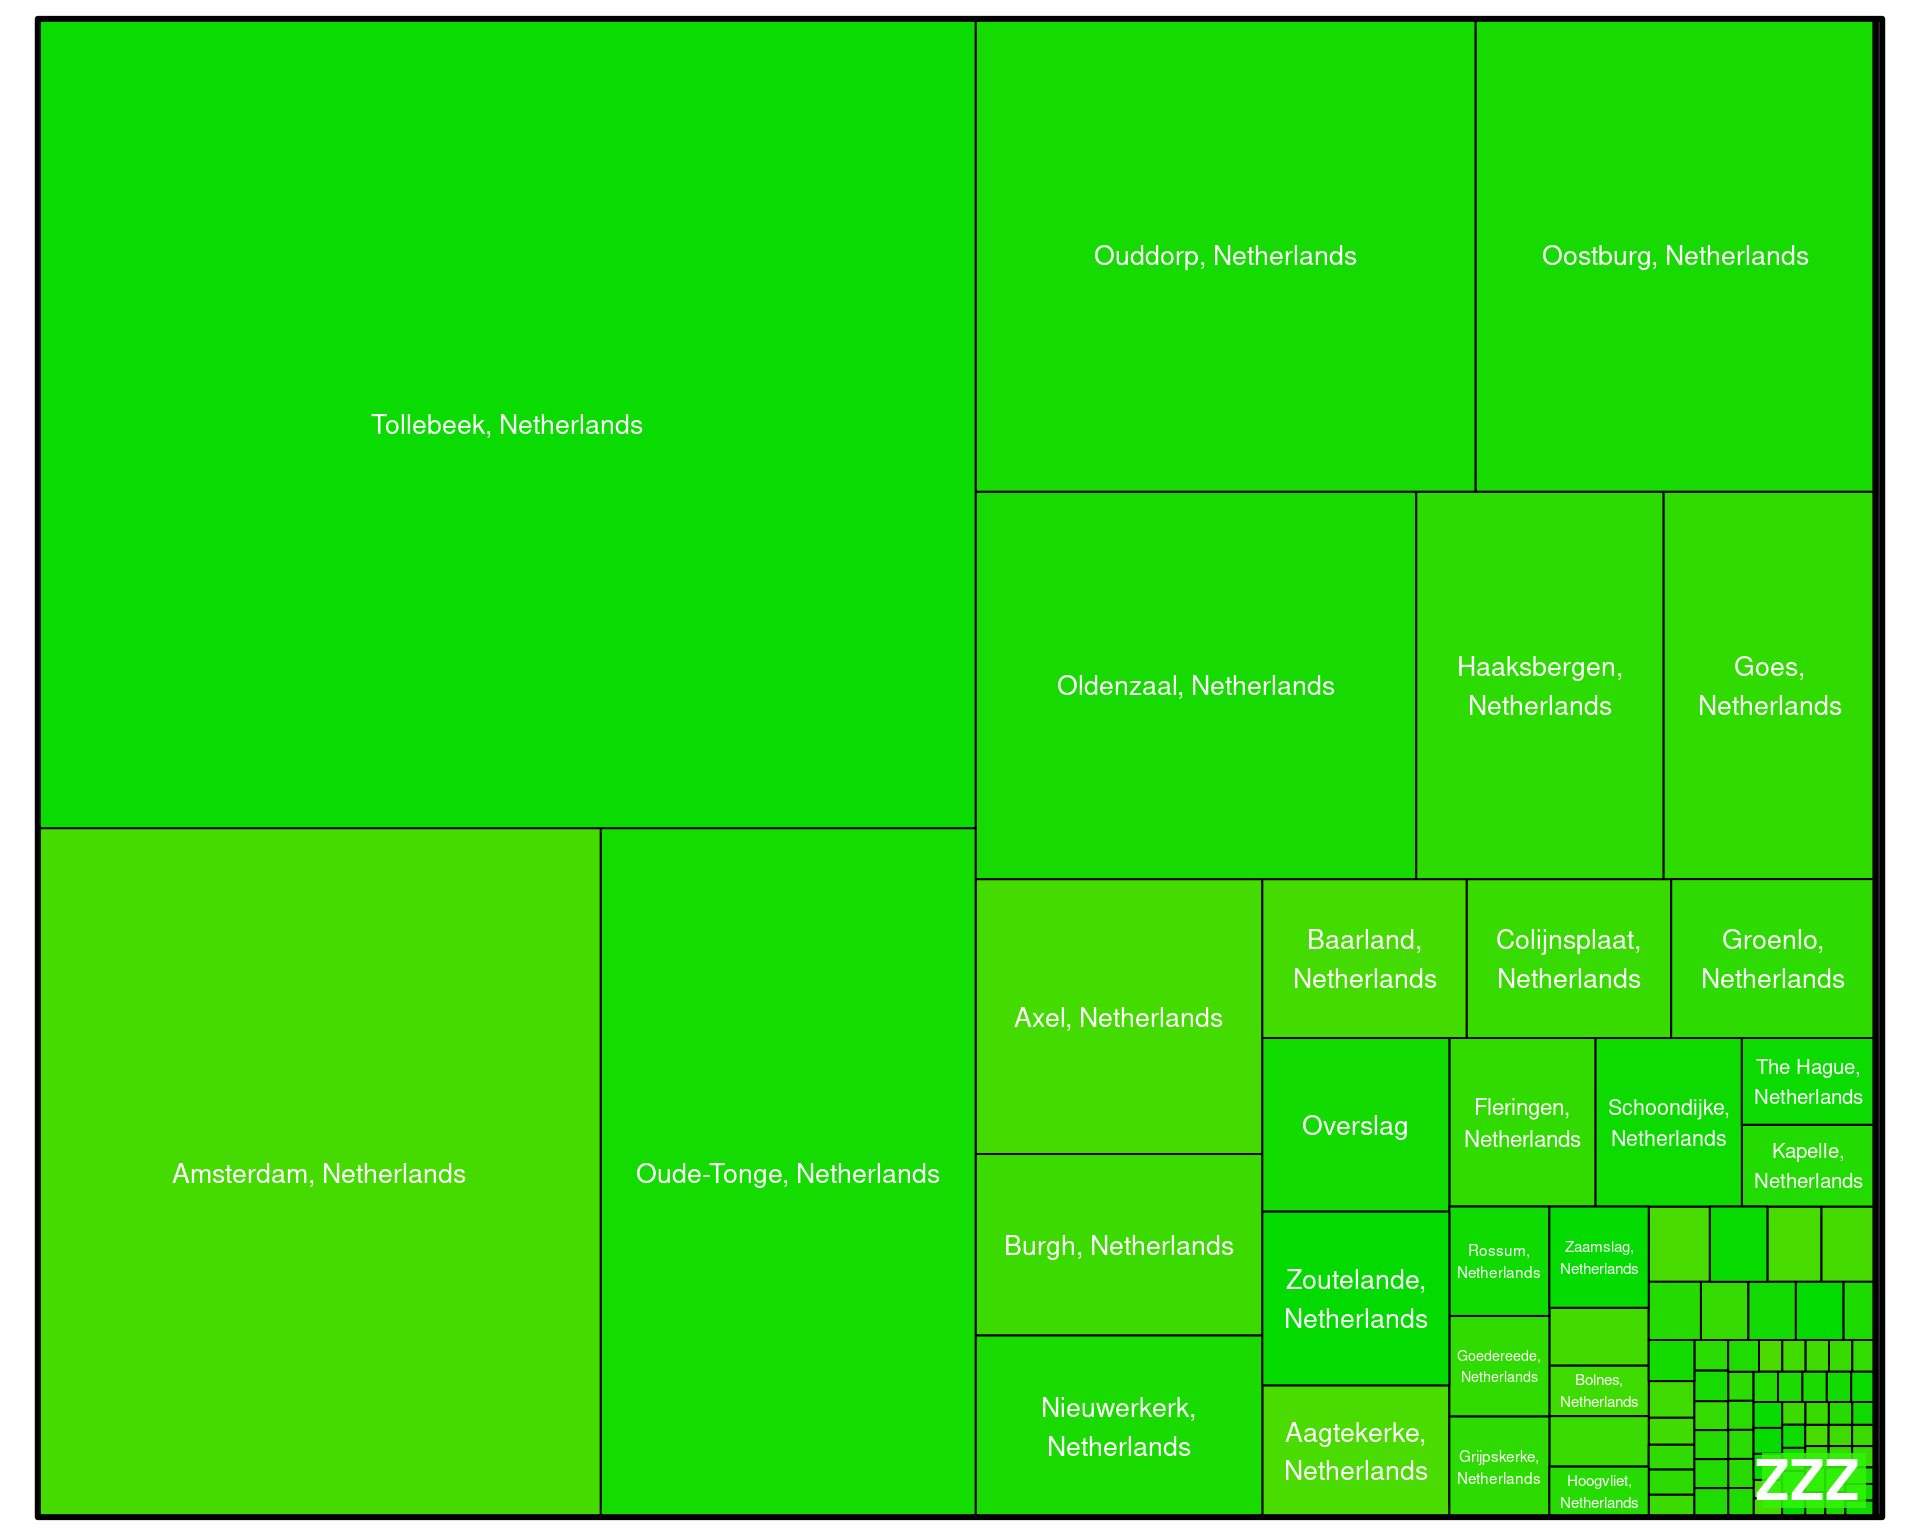 Tollebeek, Netherlands
Ouddorp, Netherlands
Oostburg, Netherlands
Oldenzaal, Netherlands
Haaksbergen,
Netherlands
Goes,
Netherlands
Amsterdam, Netherlands
Oude-Tonge, Netherlands
Axel, Netherlands
Burgh, Netherlands
Nieuwerkerk,
Netherlands
Baarland,
Netherlands
Colijnsplaat,
Netherlands
Groenlo,
Netherlands
Overslag
Zoutelande,
Netherlands
Aagtekerke,
Netherlands
Fleringen,
Netherlands
Schoondijke,
Netherlands
The Hague,
Netherlands
Kapelle,
Netherlands
Rossum,
Netherlands
Goedereede,
Netherlands
Grijpskerke,
Netherlands
Zaamslag,
Netherlands
Bolnes,
Netherlands
Hoogvliet,
Netherlands
ZZZ